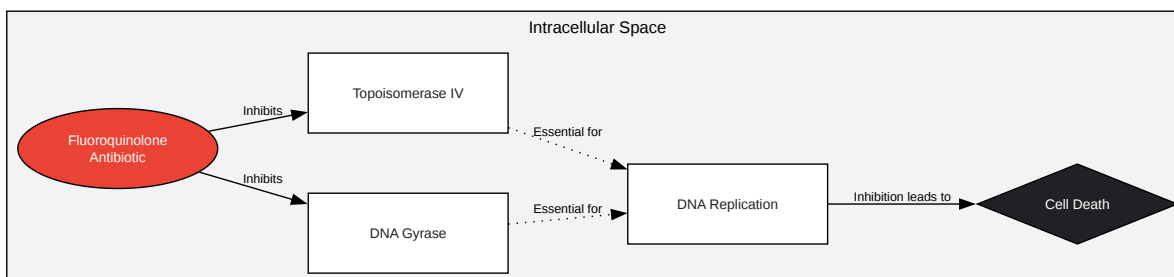 Intracellular Space
Topoisomerase IV
Inhibits
Essential for
Fluoroquinolone
Antibiotic
Inhibits
DNA Gyrase
Essential for
DNA Replication
Inhibition leads to
Cell Death